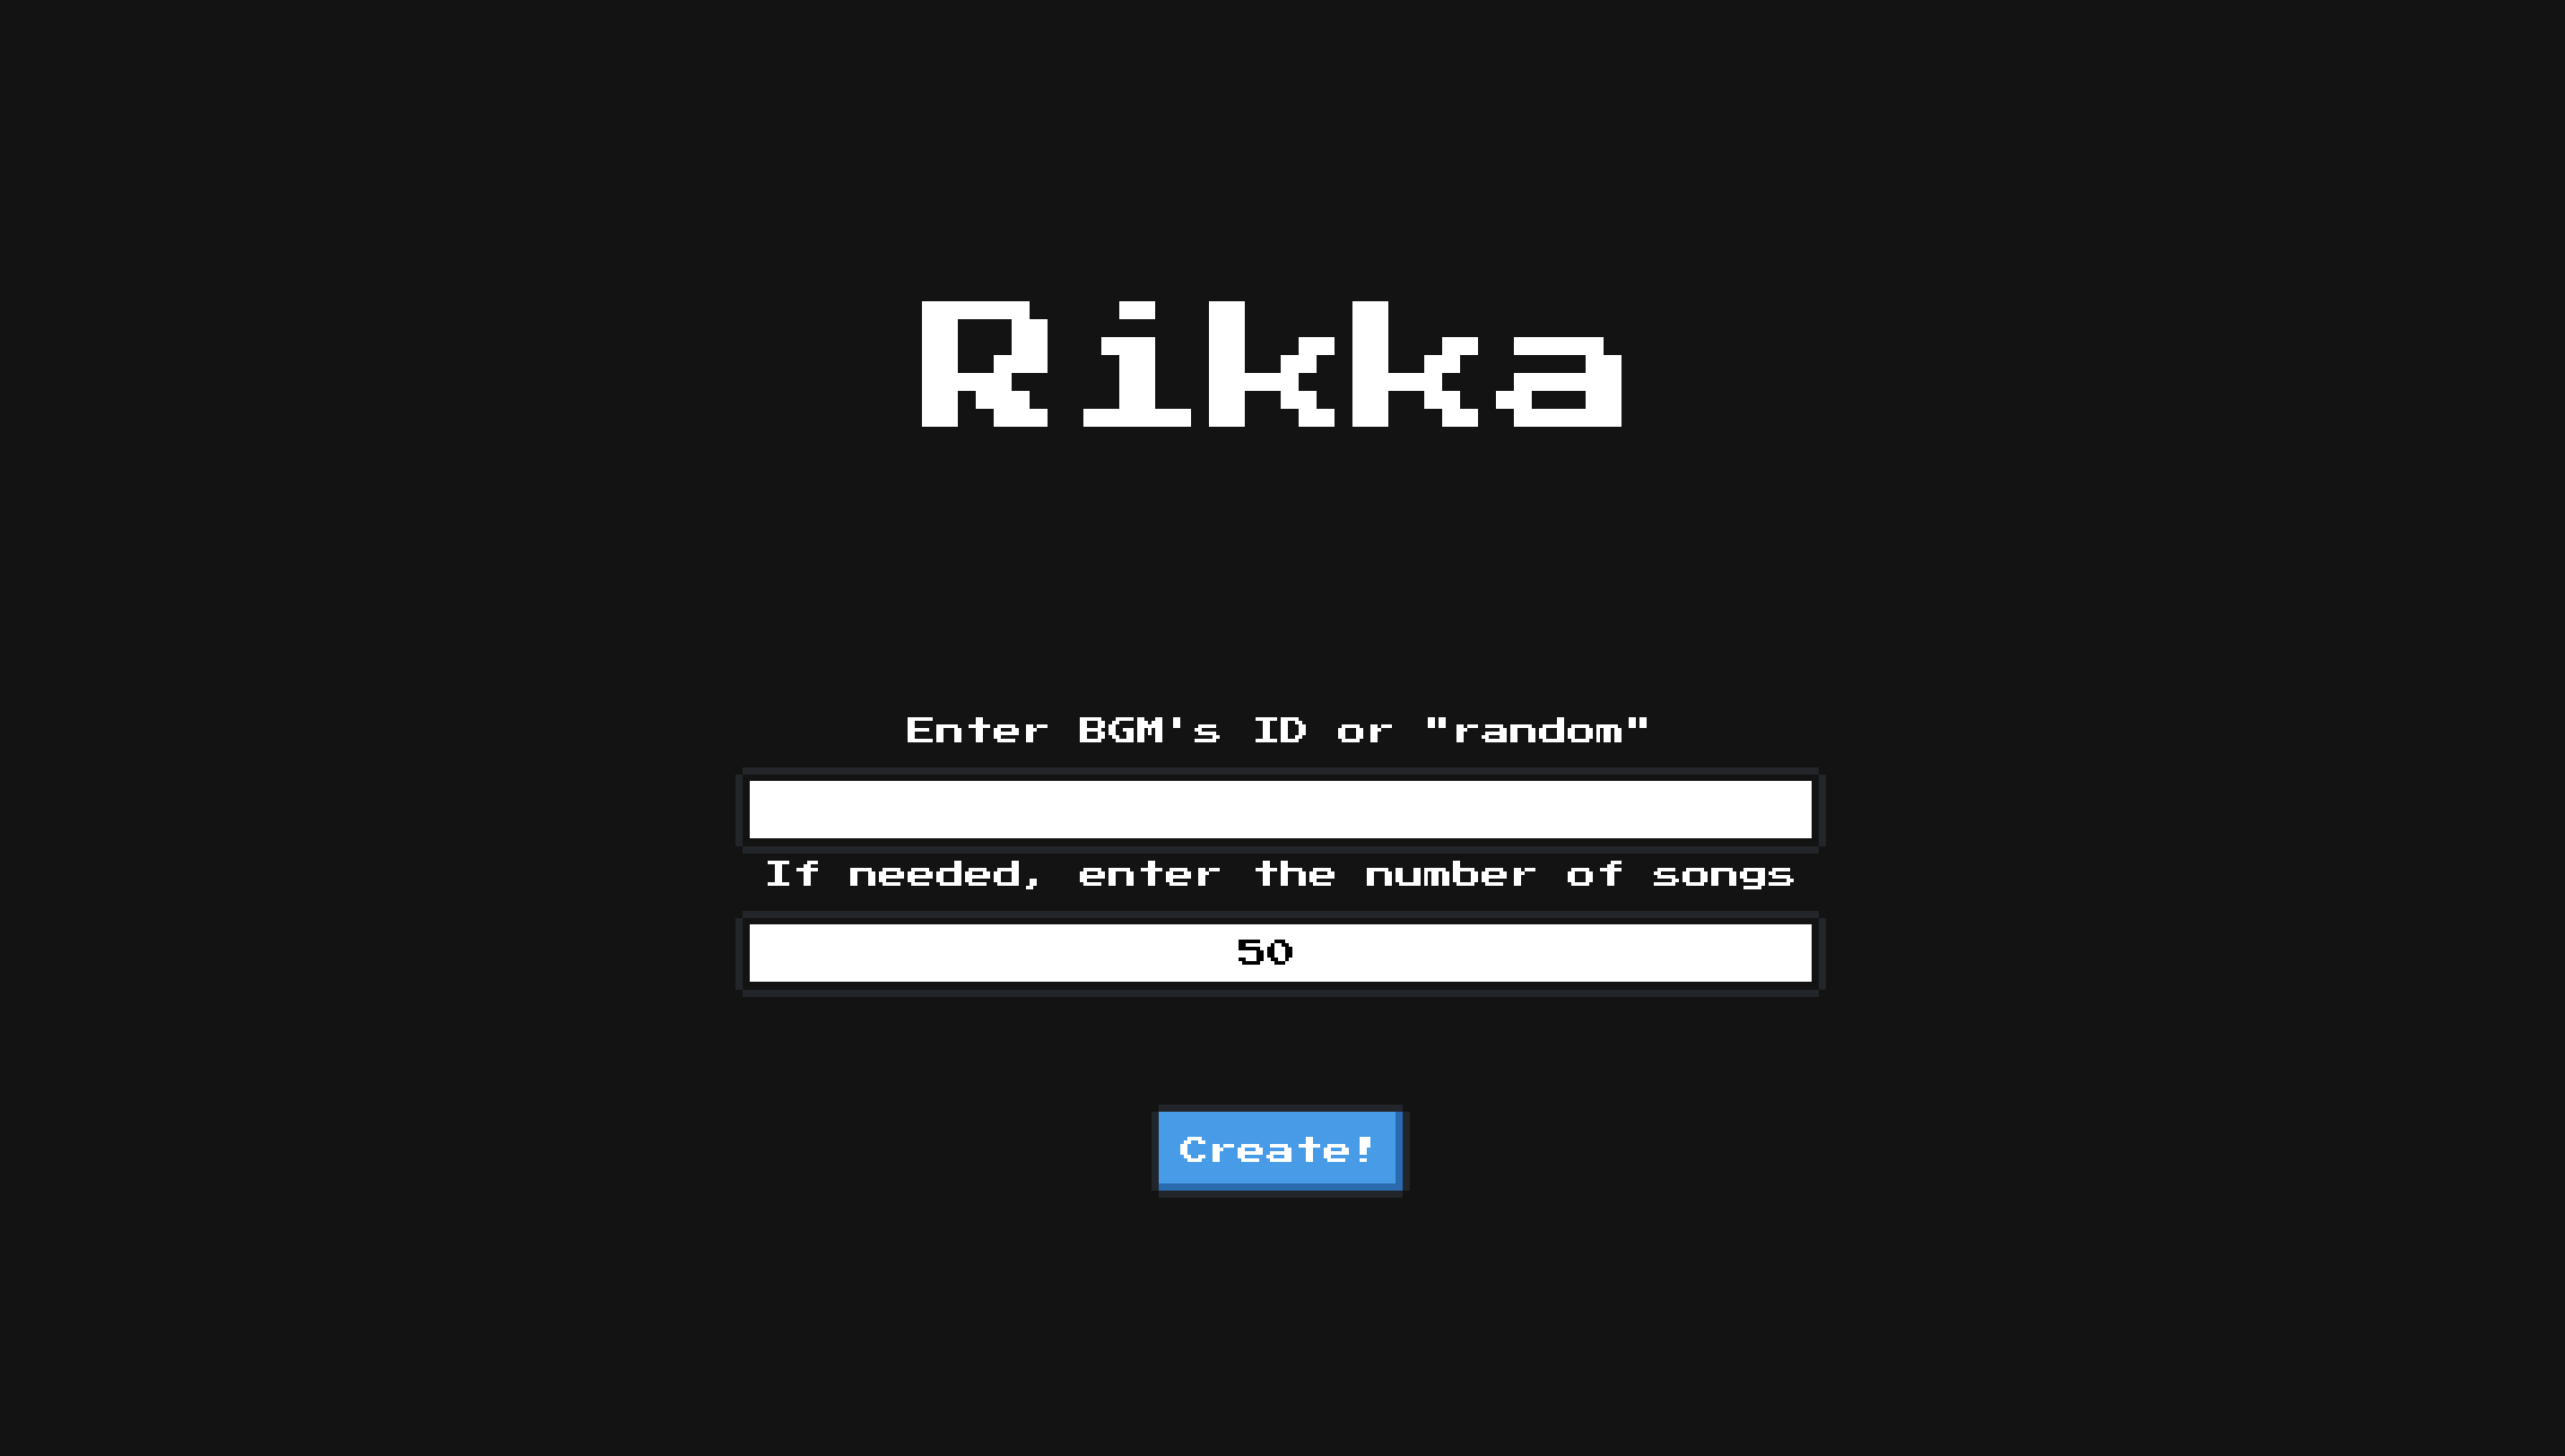 Rikka
Enter BGM's ID or "random"
If needed, enter the number of songs
50
Create!